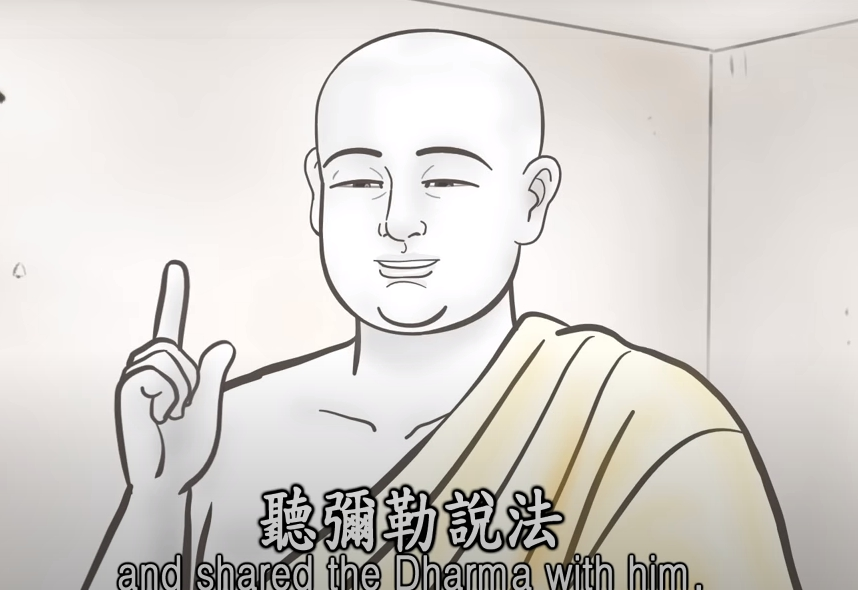 聽彌勒說法
and shared the Dharma with him.